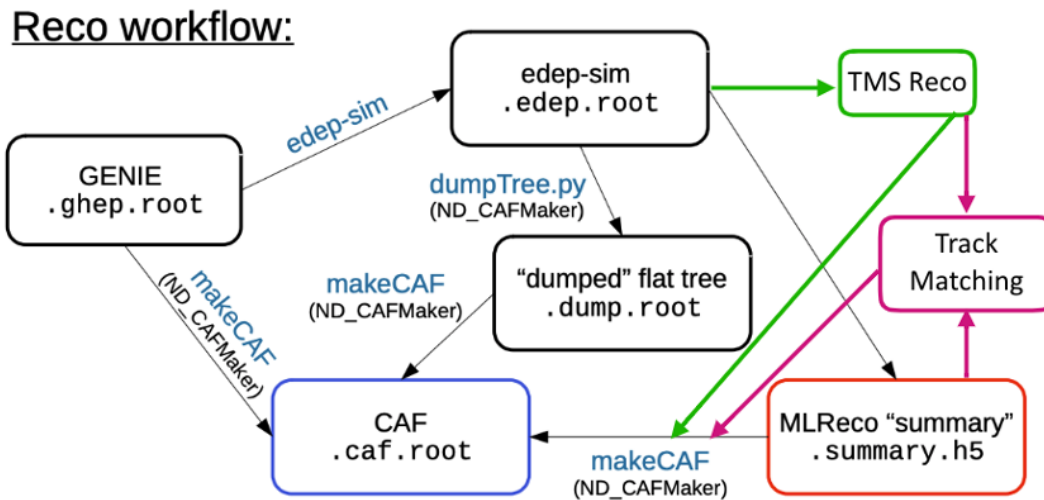 Reco workflow:
edep-sim
.edep.root
TMS Reco
edep-sim
GENIE
.ghep.root
dumpTree.py
(ND_CAFMaker)
Track
Matching
"dumped" flat tree
.dump.root
makeCAF
(ND_CAFMaker)
makeCAF
(ND_CAFMaker)
CAF
.caf.root
MLReco "summary"
.summary.h5
makeCAF
(ND_CAFMaker)